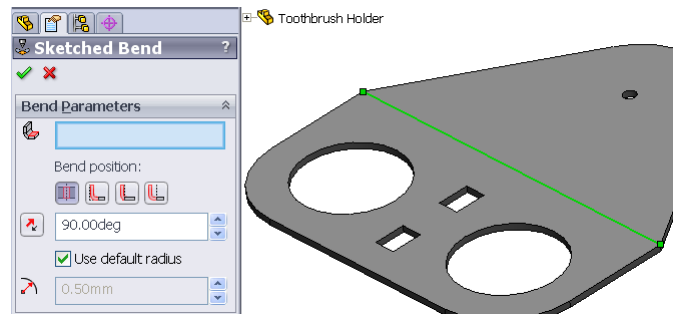 Toothbrush Holder
Sketched Bend ?
Bend Parameters
Bend position:
90.00deg
Use default radius
0.50mm